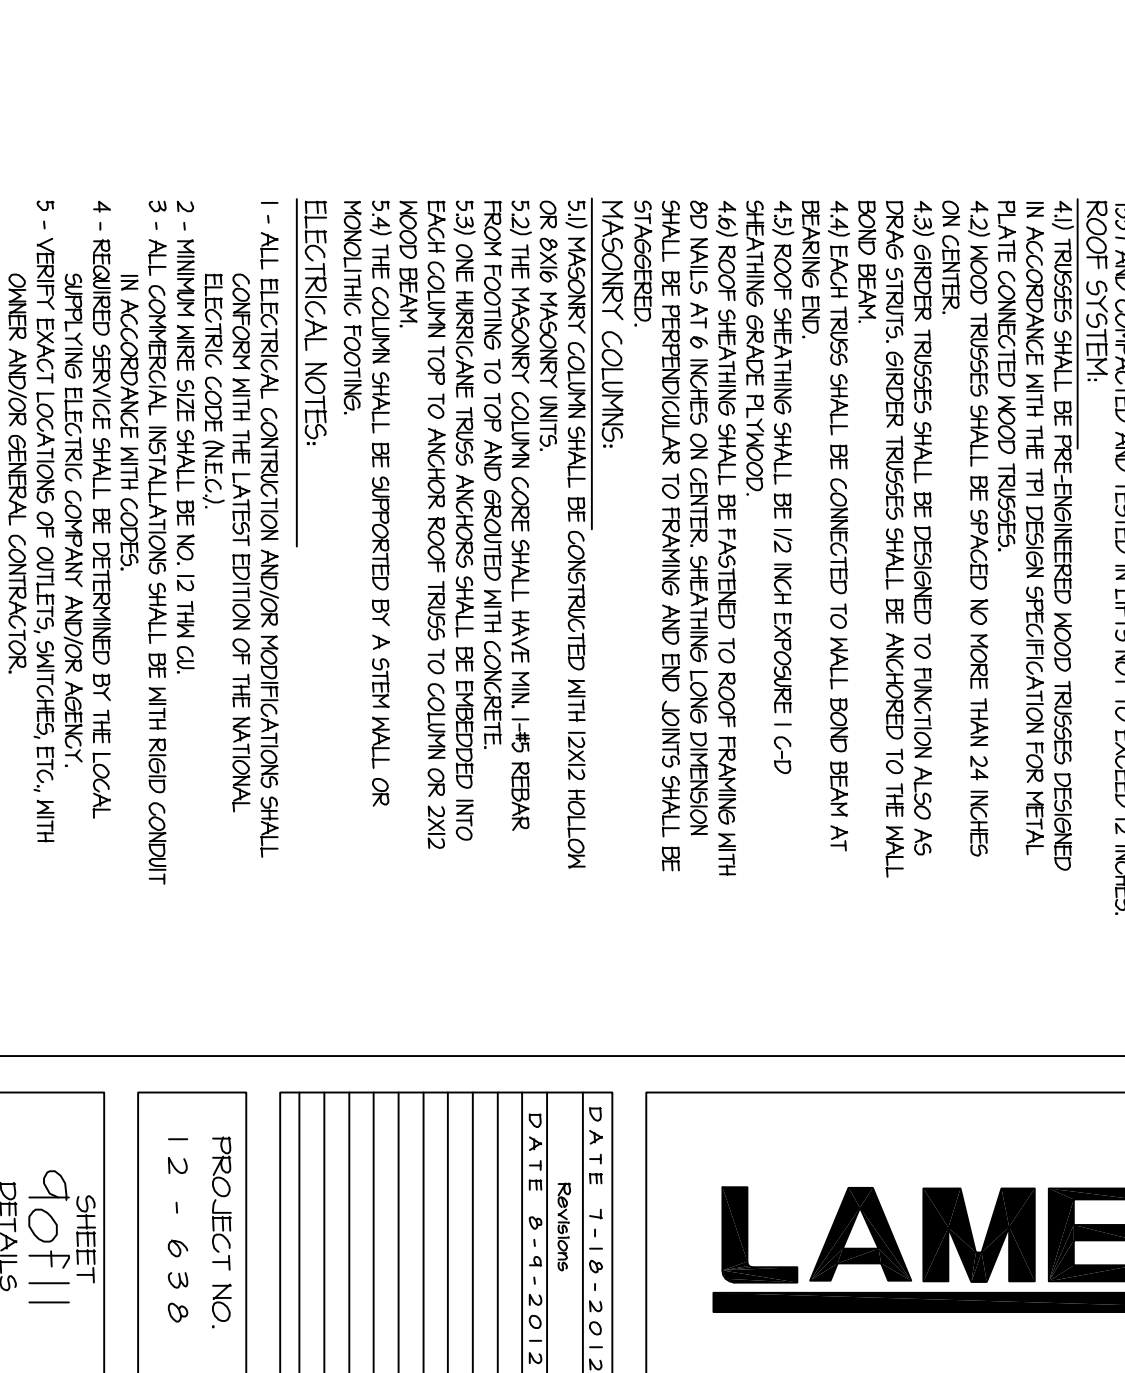 1557 AND COMPACTED AND TESTED IN LIFTS NOT TO EXCEED 12 INCHES.
ROOF SYSTEM:
4.1) TRUSSES SHALL BE PRE-ENGINEERED WOOD TRUSSES DESIGNED
IN ACCORDANCE WITH THE TPI DESIGN SPECIFICATION FOR METAL
PLATE CONNECTED WOOD TRUSSES.
4.2) WOOD TRUSSES SHALL BE SPACED NO MORE THAN 24 INCHES
ON CENTER.
4.3) GIRDER TRUSSES SHALL BE DESIGNED TO FUNCTION ALSO AS
DRAG STRUTS. GIRDER TRUSSES SHALL BE ANCHORED TO THE WALL
BOND BEAM.
4.4) EACH TRUSS SHALL BE CONNECTED TO WALL BOND BEAM AT
BEARING END.
4.5) ROOF SHEATHING SHALL BE 1/2 INCH EXPOSURE 1 C-D
SHEATHING GRADE PLYWOOD.
4.6) ROOF SHEATHING SHALL BE FASTENED TO ROOF FRAMING WITH
8D NAILS AT 6 INCHES ON CENTER. SHEATHING LONG DIMENSION
SHALL BE PERPENDICULAR TO FRAMING AND END JOINTS SHALL BE
STAGGERED.
MASONRY COLUMNS:
5.1) MASONRY COLUMN SHALL BE CONSTRUCTED WITH 12X12 HOLLOW
OR 8X16 MASONRY UNITS.
5.2) THE MASONRY COLUMN CORE SHALL HAVE MIN. 1-#5 REBAR
FROM FOOTING TO TOP AND GROUTED WITH CONCRETE.
5.3) ONE HURRICANE TRUSS ANCHORS SHALL BE EMBEDDED INTO
EACH COLUMN TOP TO ANCHOR ROOF TRUSS TO COLUMN OR 2X12
WOOD BEAM.
5.4) THE COLUMN SHALL BE SUPPORTED BY A STEM WALL OR
MONOLITHIC FOOTING.
ELECTRICAL NOTES:
1 - ALL ELECTRICAL CONTRUCTION AND/OR MODIFICATIONS SHALL
CONFORM WITH THE LATEST EDITION OF THE NATIONAL
ELECTRIC CODE (N.E.C.).
2 - MINIMUM WIRE SIZE SHALL BE NO. 12 THW CU.
3 - ALL COMMERCIAL INSTALLATIONS SHALL BE WITH RIGID CONDUIT
IN ACCORDANCE WITH CODES.
4 - REQUIRED SERVICE SHALL BE DETERMINED BY THE LOCAL
SUPPLYING ELECTRIC COMPANY AND/OR AGENCY.
5 - VERIFY EXACT LOCATIONS OF OUTLETS, SWITCHES, ETC., WITH
OWNER AND/OR GENERAL CONTRACTOR.
LAME
DATE 7-18-2012
Revisions
DATE 8-9-2012
PROJECT NO.
12 - 638
SHEET
9 of 11
DETAILS